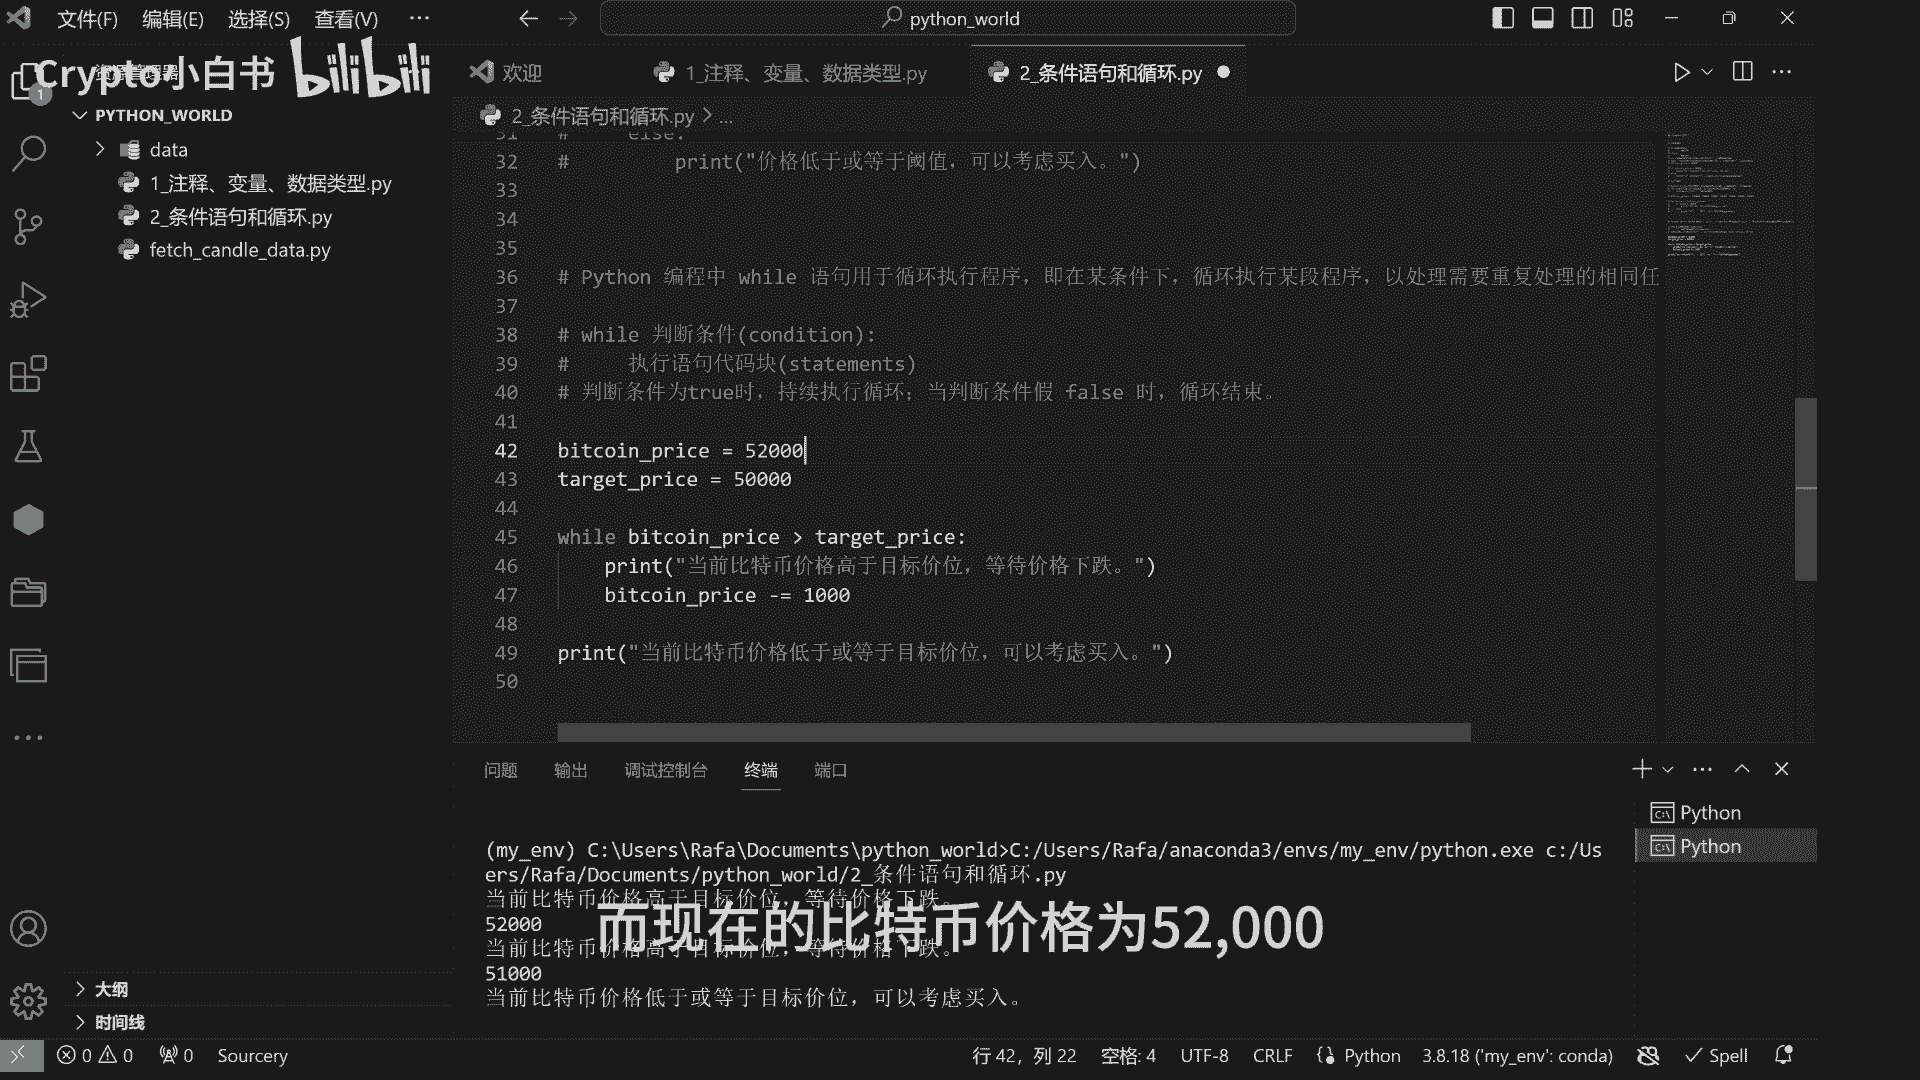 文件(F) 编辑(E) 选择(S) 查看(V) ···
python_world
Crypto小白书 bilibili
欢迎
1_注释、变量、数据类型.py
2_条件语句和循环.py
1
PYTHON_WORLD
data
1_注释、变量、数据类型.py
2_条件语句和循环.py
fetch_candle_data.py
2_条件语句和循环.py > ...
31 # else:
32 # print("价格低于或等于阈值，可以考虑买入。")
33
34
35
36 # Python 编程中 while 语句用于循环执行程序，即在某条件下，循环执行某段程序，以处理需要重复处理的相同任
37
38 # while 判断条件(condition):
39 # 执行语句代码块(statements)
40 # 判断条件为true时，持续执行循环；当判断条件假 false 时，循环结束。
41
42 bitcoin_price = 52000
43 target_price = 50000
44
45 while bitcoin_price > target_price:
46 print("当前比特币价格高于目标价位，等待价格下跌。")
47 bitcoin_price -= 1000
48
49 print("当前比特币价格低于或等于目标价位，可以考虑买入。")
50
问题 输出 调试控制台 终端 端口
Python
Python
(my_env) C:\Users\Rafa\Documents\python_world>C:/Users/Rafa/anaconda3/envs/my_env/python.exe c:/Us
ers/Rafa/Documents/python_world/2_条件语句和循环.py
当前比特币价格高于目标价位，等待价格下跌。
52000
当前比特币价格高于目标价位，等待价格下跌。
51000
当前比特币价格低于或等于目标价位，可以考虑买入。
而现在的比特币价格为52,000
大纲
时间线
0 0 0 Sourcery
行 42，列 22 空格: 4 UTF-8 CRLF Python 3.8.18 ('my_env': conda) Spell